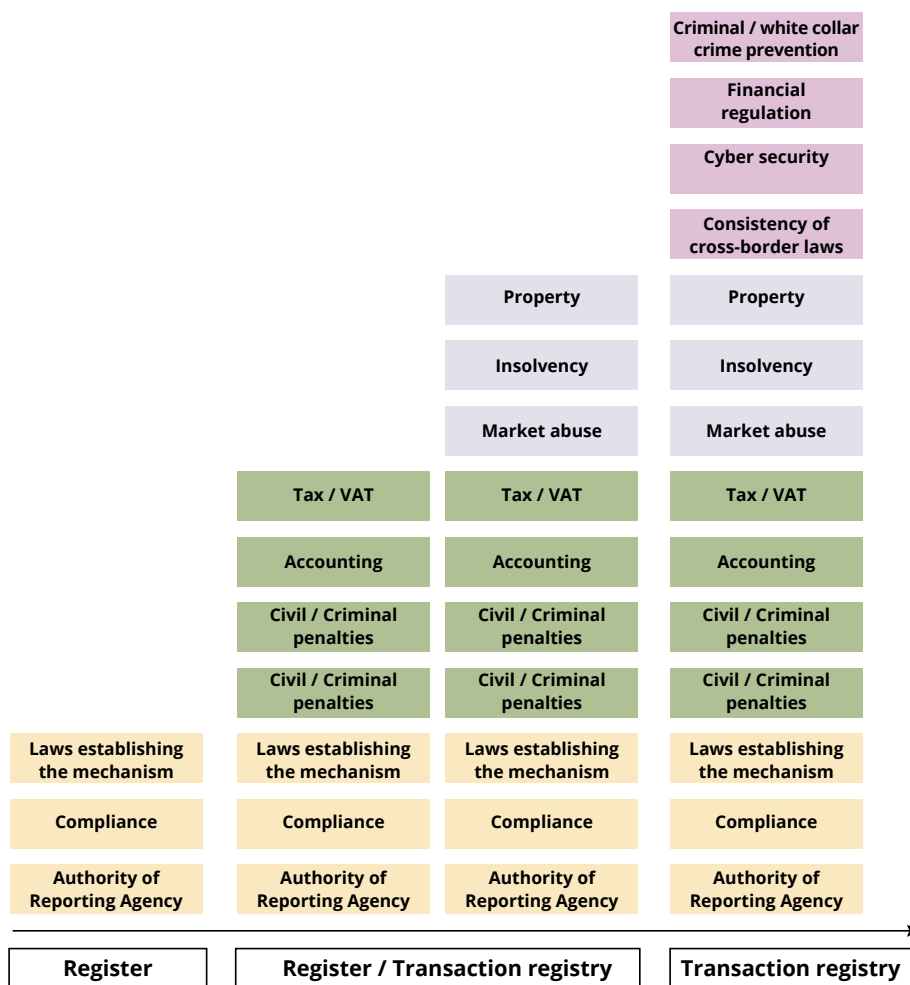 Criminal / white collar
crime prevention
Financial
regulation
Cyber security
Consistency of
cross-border laws
Property
Property
Insolvency
Insolvency
Market abuse
Market abuse
Tax / VAT
Tax / VAT
Tax / VAT
Accounting
Accounting
Accounting
Civil / Criminal
penalties
Civil / Criminal
penalties
Civil / Criminal
penalties
Civil / Criminal
penalties
Civil / Criminal
penalties
Civil / Criminal
penalties
Laws establishing
the mechanism
Laws establishing
the mechanism
Laws establishing
the mechanism
Laws establishing
the mechanism
Compliance
Compliance
Compliance
Compliance
Authority of
Reporting Agency
Authority of
Reporting Agency
Authority of
Reporting Agency
Authority of
Reporting Agency
Register
Register / Transaction registry
Transaction registry